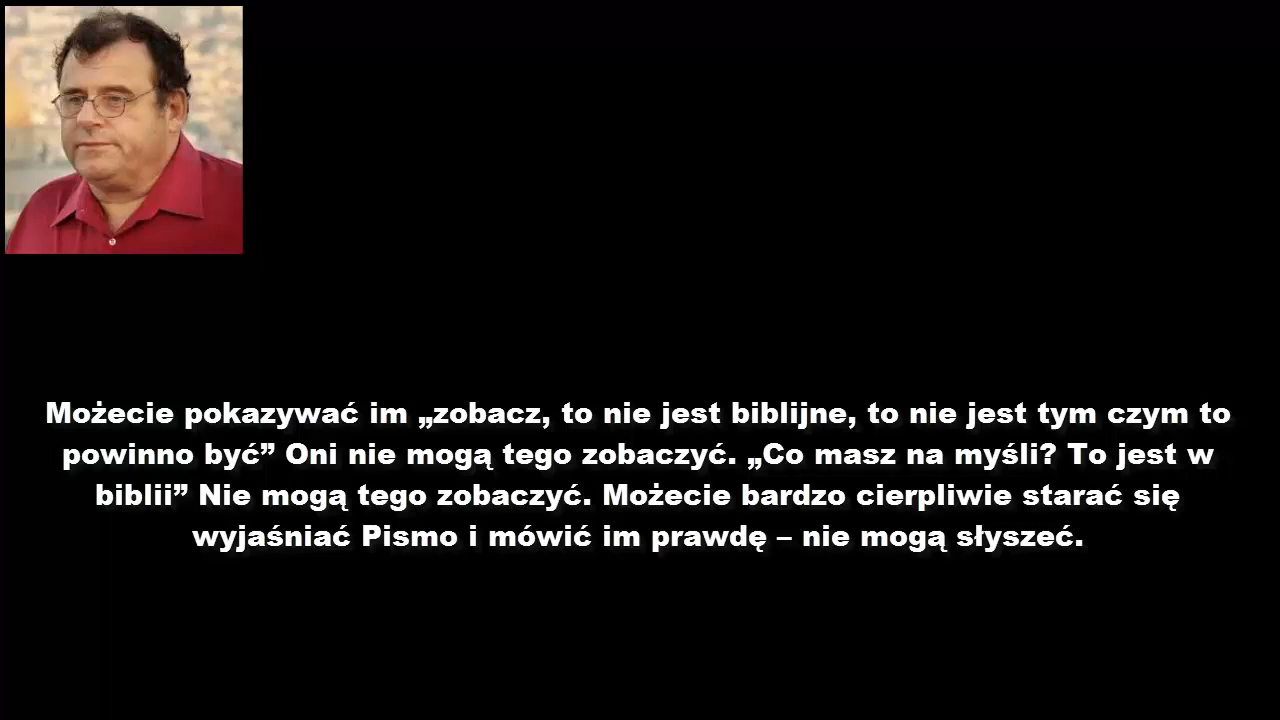 Możecie pokazywać im „zobacz, to nie jest biblijne, to nie jest tym czym to
powinno być” Oni nie mogą tego zobaczyć. „Co masz na myśli? To jest w
biblii” Nie mogą tego zobaczyć. Możecie bardzo cierpliwie starać się
wyjaśniać Pismo i mówić im prawdę – nie mogą słyszeć.